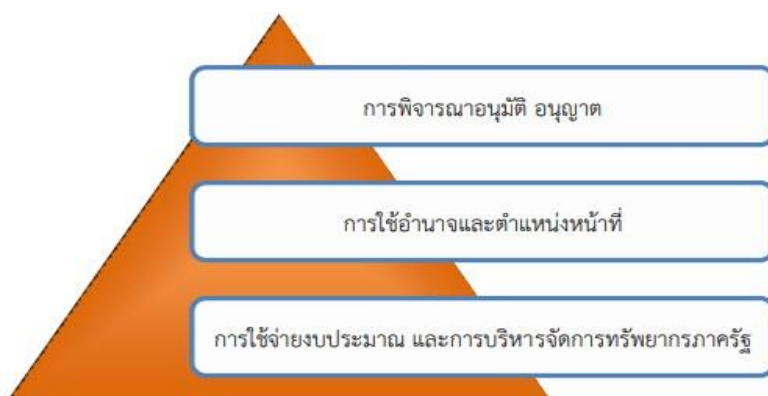 การพิจารณาอนุมัติ อนุญาต
การใช้อำนาจและตำแหน่งหน้าที่
การใช้จ่ายงบประมาณ และการบริหารจัดการทรัพยากรภาครัฐ